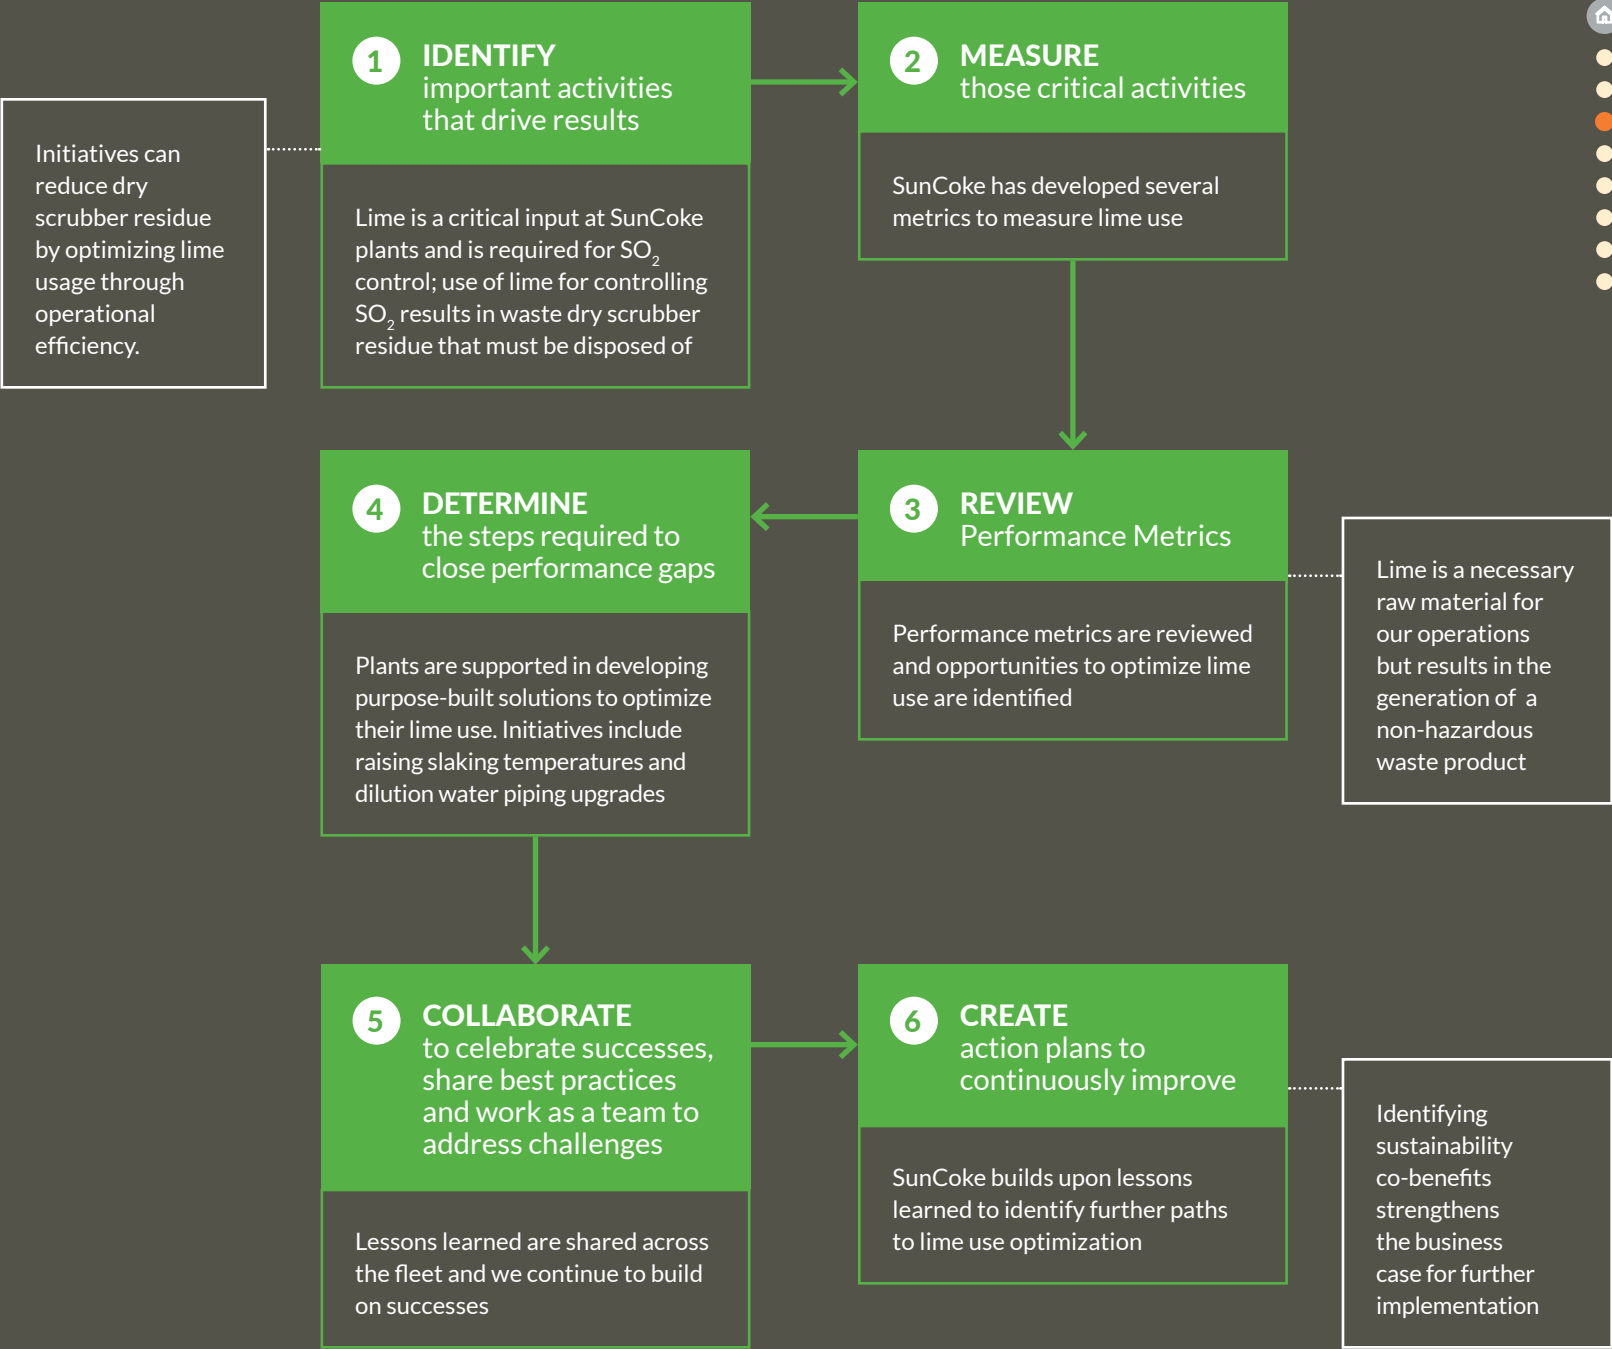 1
IDENTIFY
important activities
that drive results
Initiatives can
reduce dry
scrubber residue
by optimizing lime
usage through
operational
efficiency.
Lime is a critical input at SunCoke
plants and is required for SO₂
control; use of lime for controlling
SO₂ results in waste dry scrubber
residue that must be disposed of
2
MEASURE
those critical activities
SunCoke has developed several
metrics to measure lime use
3
REVIEW
Performance Metrics
Performance metrics are reviewed
and opportunities to optimize lime
use are identified
Lime is a necessary
raw material for
our operations
but results in the
generation of a
non-hazardous
waste product
4
DETERMINE
the steps required to
close performance gaps
Plants are supported in developing
purpose-built solutions to optimize
their lime use. Initiatives include
raising slaking temperatures and
dilution water piping upgrades
5
COLLABORATE
to celebrate successes,
share best practices
and work as a team to
address challenges
Lessons learned are shared across
the fleet and we continue to build
on successes
6
CREATE
action plans to
continuously improve
SunCoke builds upon lessons
learned to identify further paths
to lime use optimization
Identifying
sustainability
co-benefits
strengthens
the business
case for further
implementation